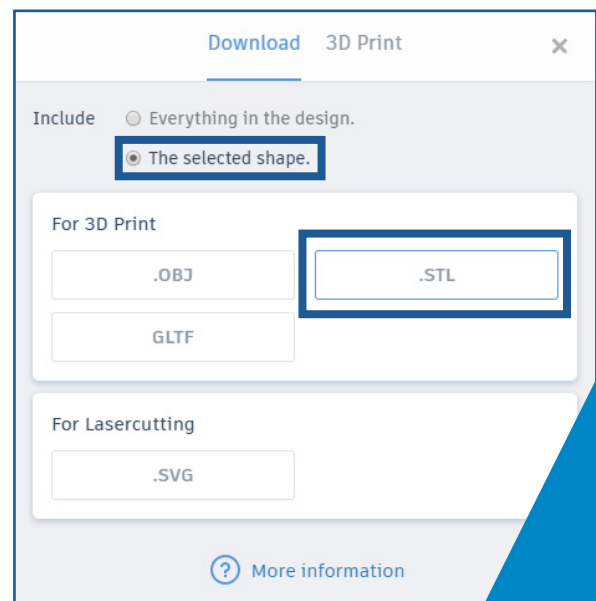 Download 3D Print ×
Include Everything in the design.
The selected shape.
For 3D Print
.OBJ .STL
GLTF
For Lasercutting
.SVG
? More information